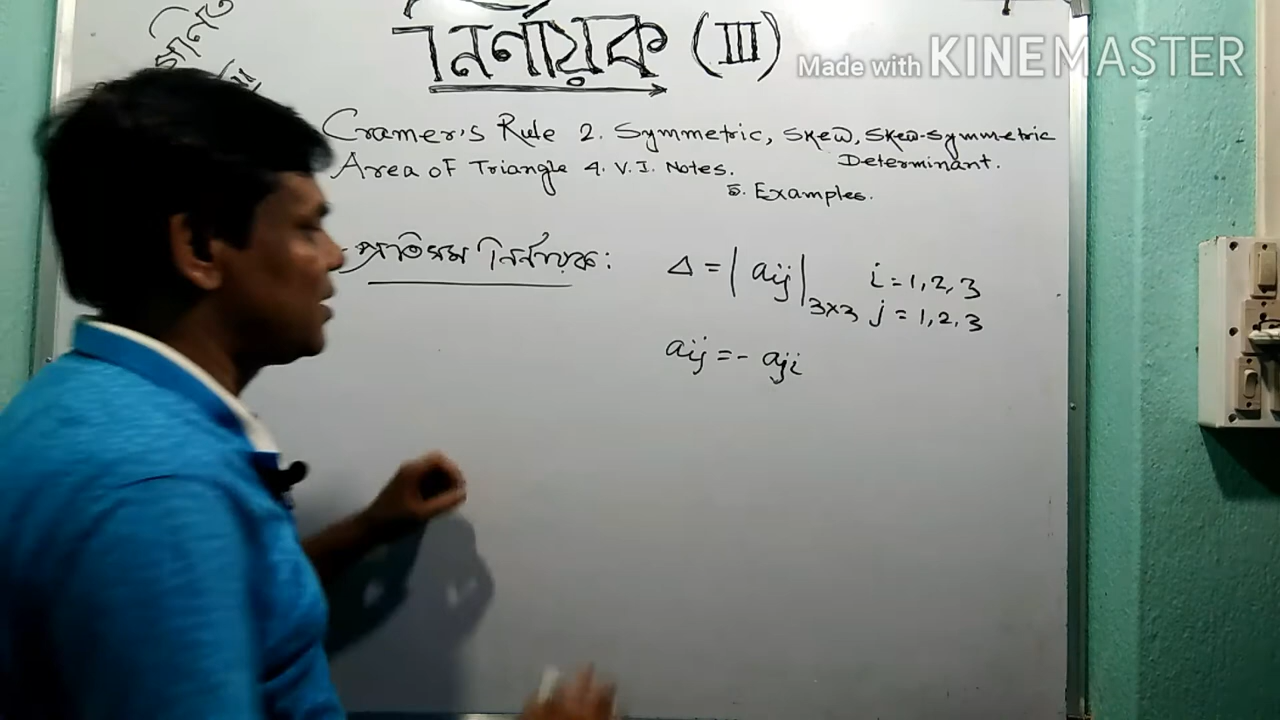 নির্ণায়ক (III)
Made with KINEMASTER
Cramer's Rule 2. Symmetric, Skew, Skew-symmetric
Determinant.
Area of Triangle 4. V.I. Notes.
5. Examples.
প্রতিসম নির্ণায়ক:
Δ = | aij | 3×3 i = 1, 2, 3
j = 1, 2, 3
aij = - aji